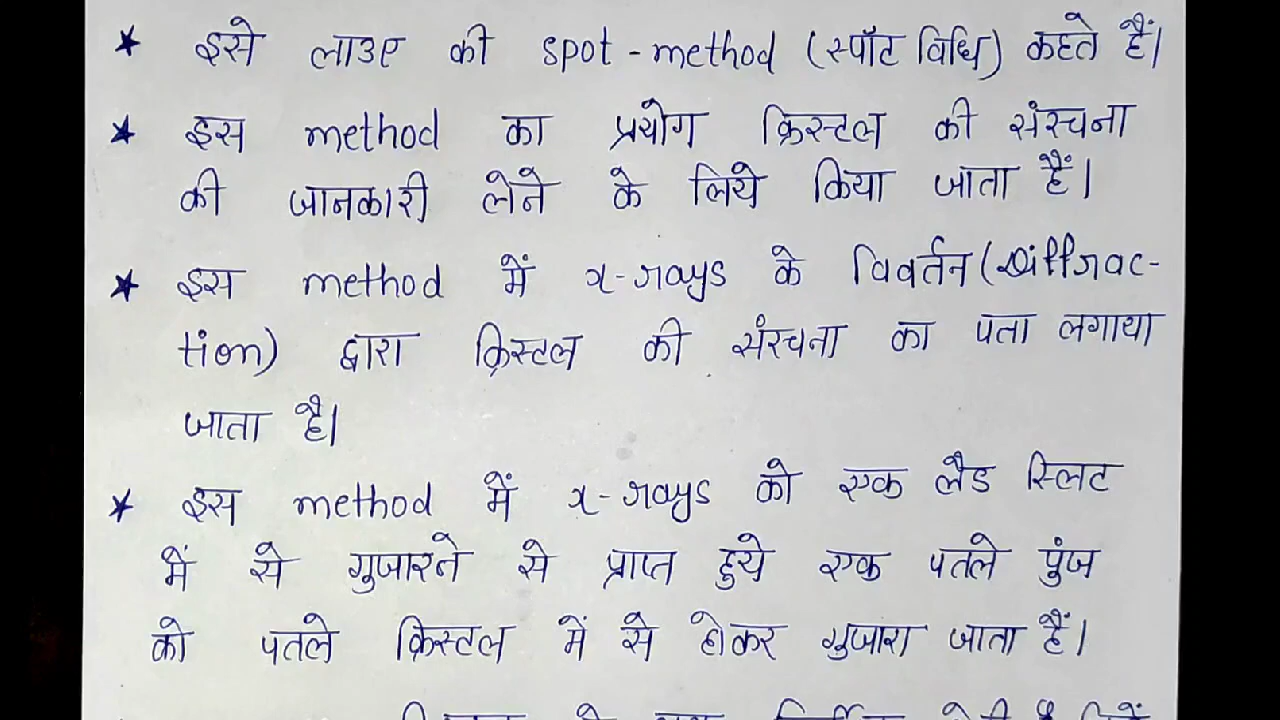 ★ इसे लाउए की spot-method (स्पॉट विधि) कहते हैं।
★ इस method का प्रयोग क्रिस्टल की संरचना
की जानकारी लेने के लिये किया जाता हैं।
★ इस method में x-rays के विवर्तन (Diffrac-
tion) द्वारा क्रिस्टल की संरचना का पता लगाया
जाता है।
★ इस method में x-rays को एक लैड स्लिट
में से गुजारने से प्राप्त हुये एक पतले पुंज
को पतले क्रिस्टल में से होकर गुजारा जाता हैं।